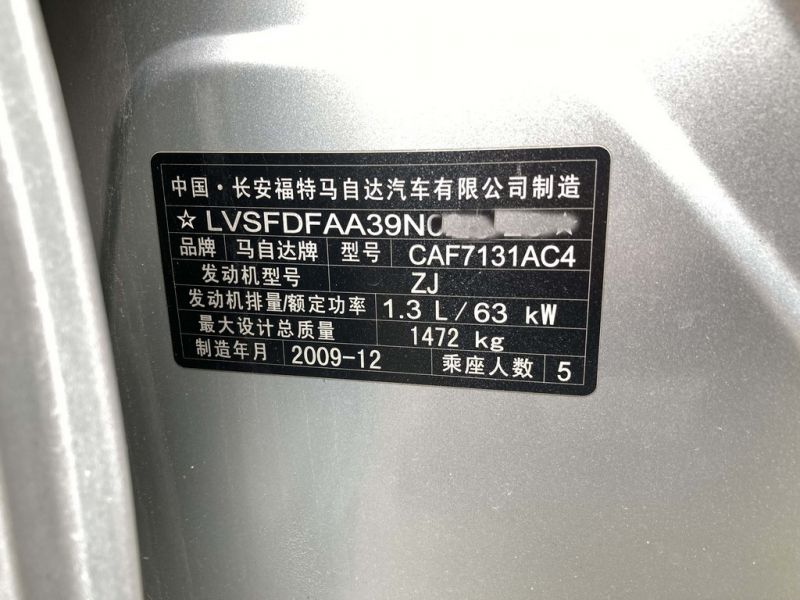 中国·长安福特马自达汽车有限公司制造
☆LVSFDFAA39N
品牌 马自达牌 型号 CAF7131AC4
发动机型号 ZJ
发动机排量/额定功率 1.3 L/63 kW
最大设计总质量 1472 kg
制造年月 2009-12 乘座人数 5